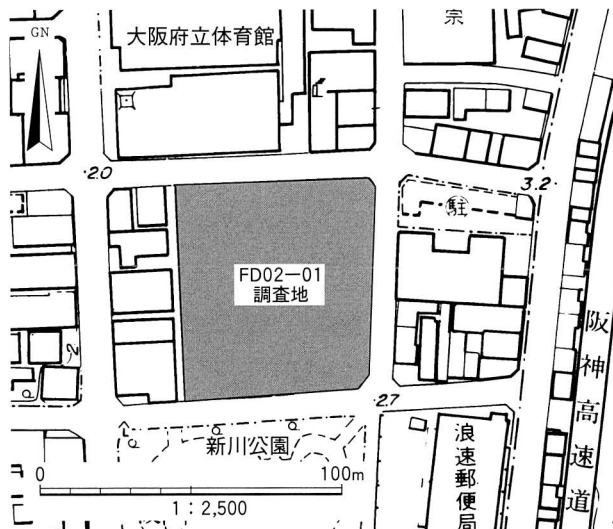 GN
大阪府立体育館
宗
2.0
3.2
駐
FD02−01
調査地
阪神高速道
2.7
新川公園
浪速郵便局
0
100m
1：2,500